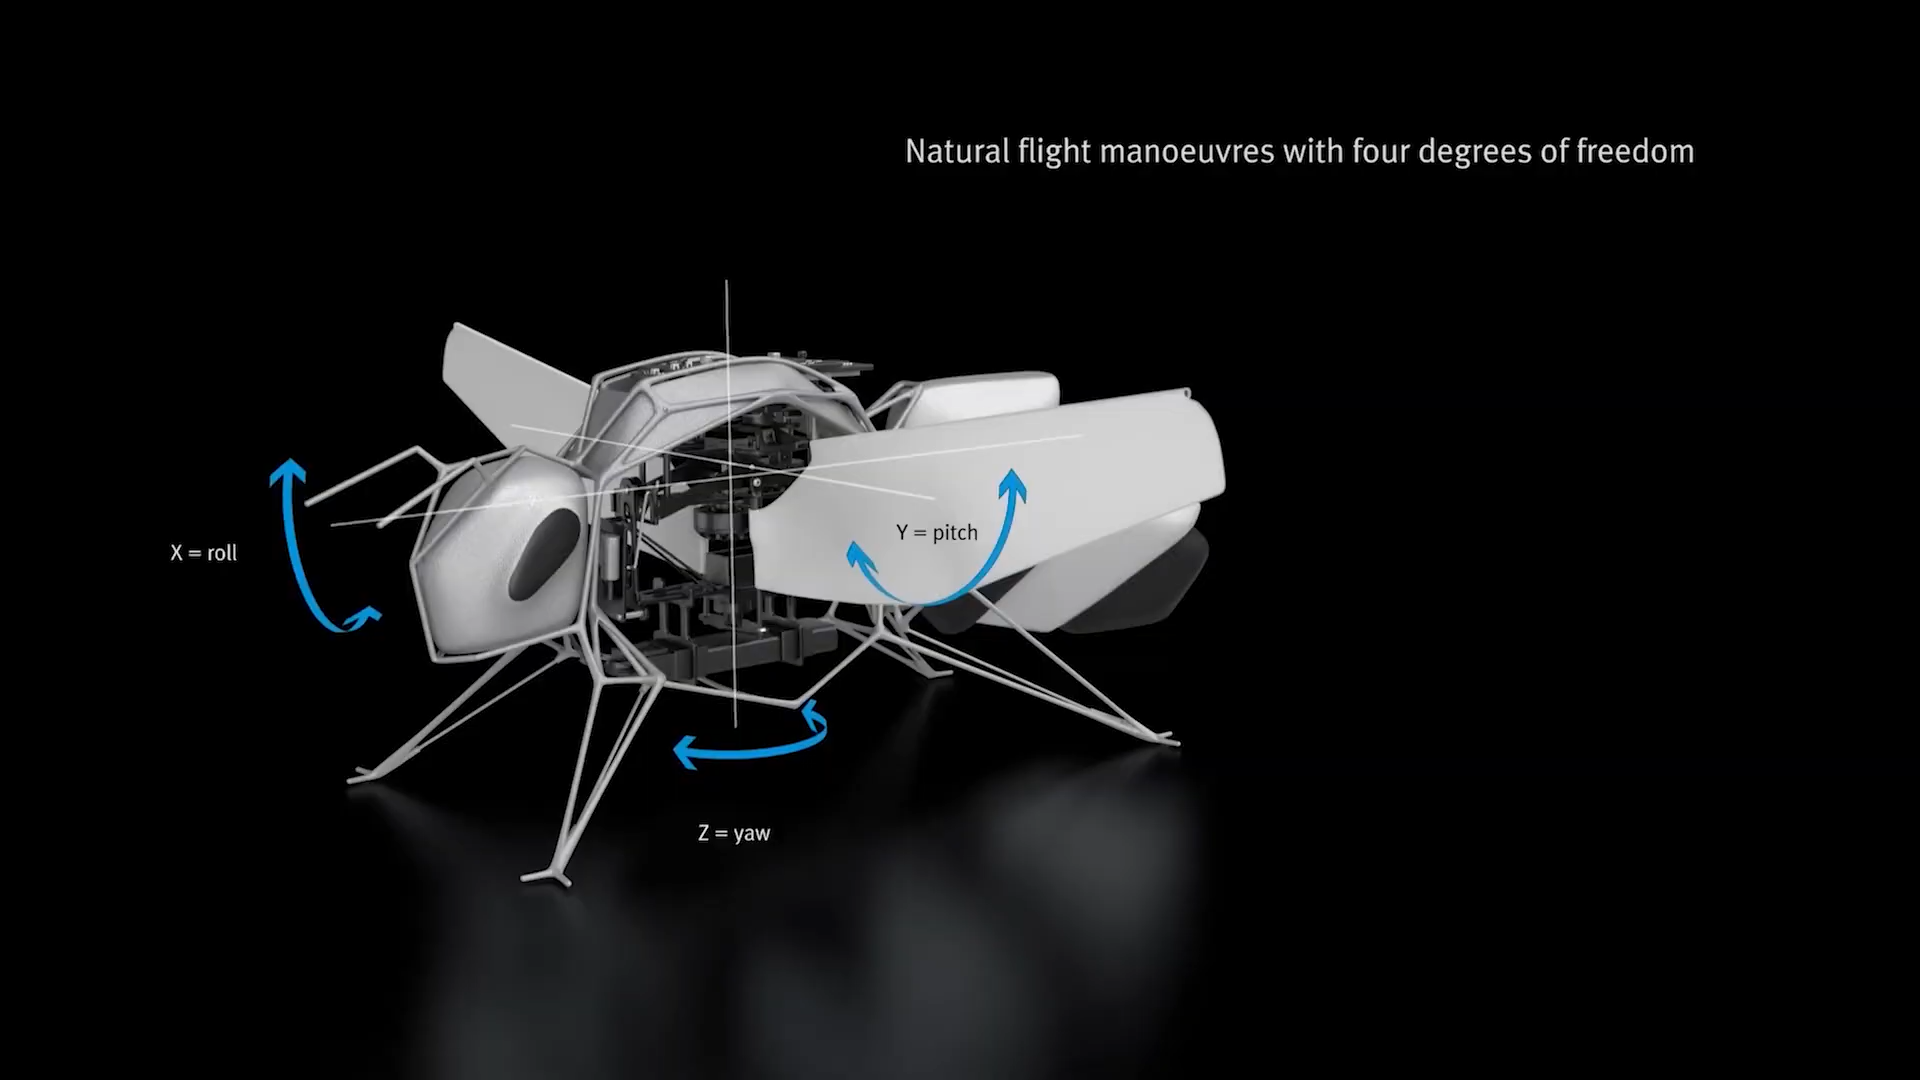 Natural flight manoeuvres with four degrees of freedom
X = roll
Y = pitch
Z = yaw